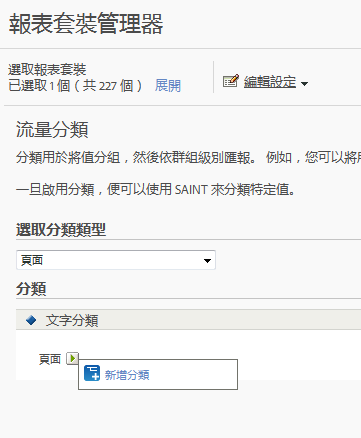 報表套裝管理器
選取報表套裝
已選取 1 個（共 227 個） 展開
編輯設定
流量分類
分類用於將值分組，然後依群組級別匯報。 例如，您可以將用
一旦啟用分類，便可以使用 SAINT 來分類特定值。
選取分類類型
頁面
分類
文字分類
頁面
新增分類